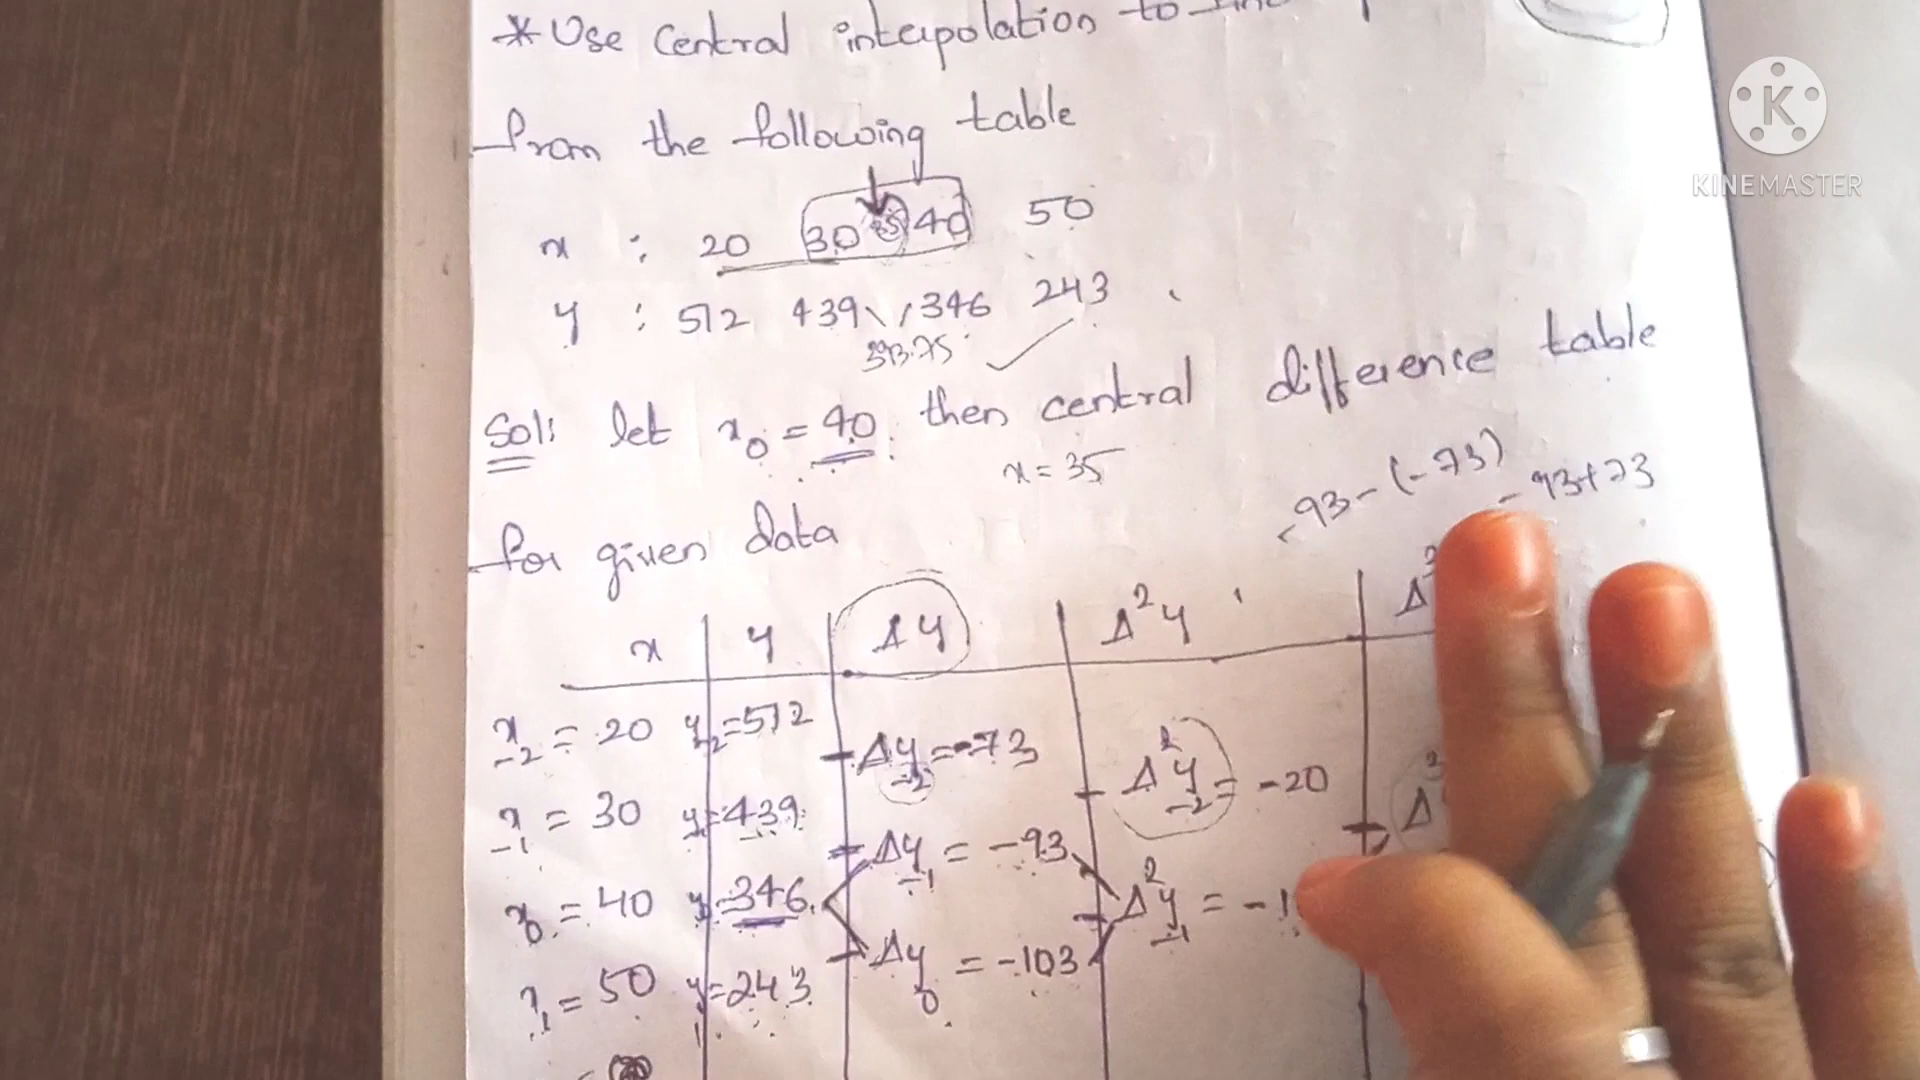 * Use Central interpolation to
from the following table
x : 20 30 35 40 50
y : 512 439 346 243
393.75
Sol: let x0 = 40. then central difference table
x = 35
-93-(-73)
-93+73
for given data
x y Δy Δ²y Δ
x-2 = 20 y-2=512
Δy-2=-73
Δ²y-2= -20
Δ
x-1 = 30 y-1=439
Δy-1 = -93
Δ²y-1 = -1
x0 = 40 y0=346
Δy0 = -103
x1 = 50 y1=243
K
KINEMASTER